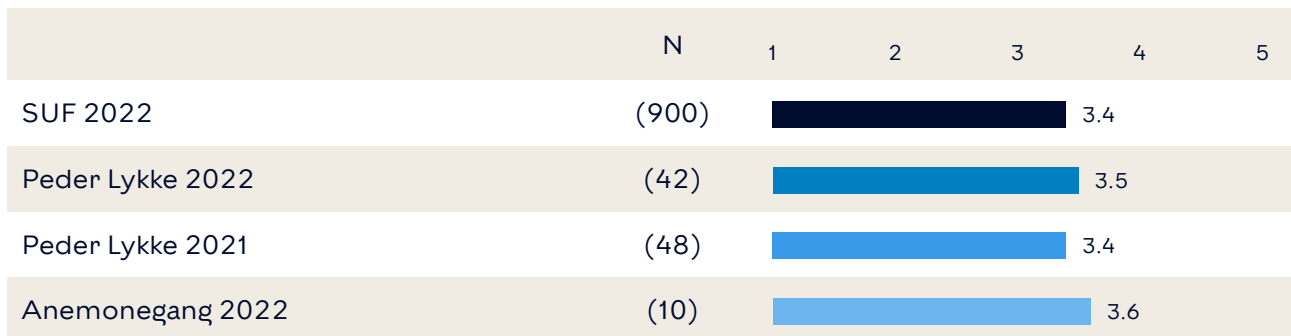 N 1 2 3 4 5
SUF 2022 (900) 3.4
Peder Lykke 2022 (42) 3.5
Peder Lykke 2021 (48) 3.4
Anemonegang 2022 (10) 3.6